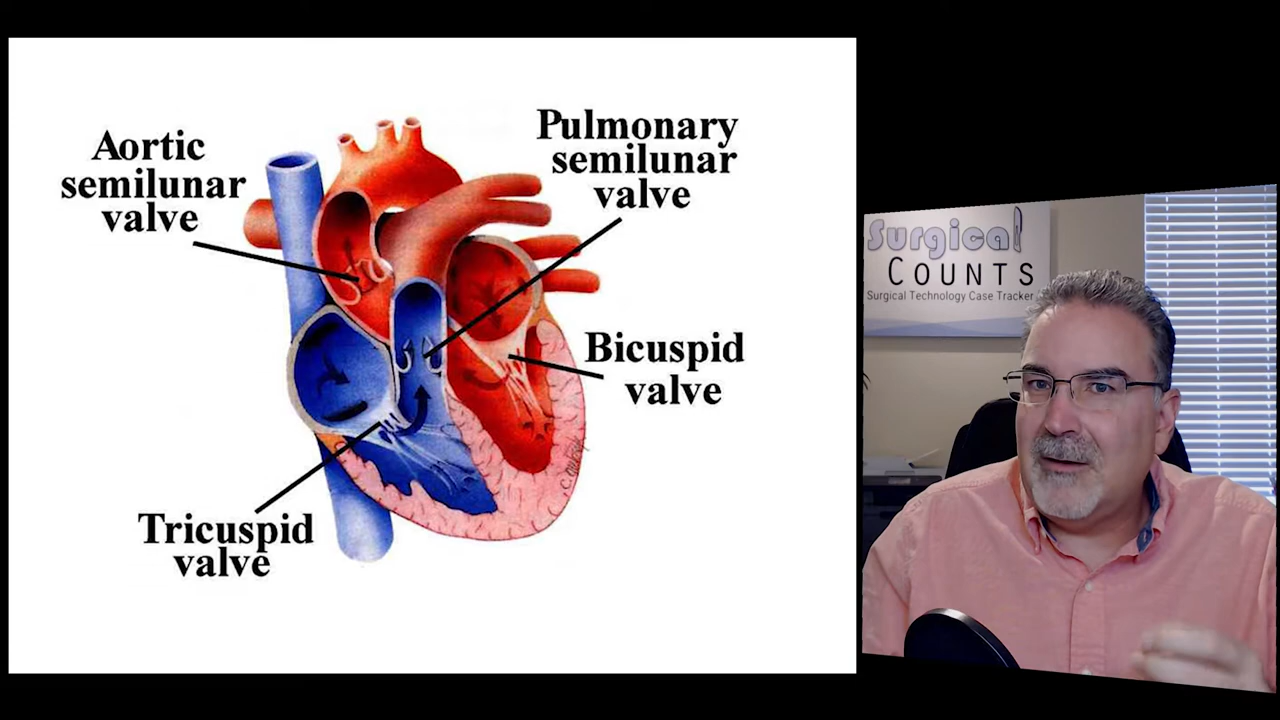 Aortic
semilunar
valve
Pulmonary
semilunar
valve
Bicuspid
valve
Tricuspid
valve
Surgical
COUNTS
Surgical Technology Case Tracker